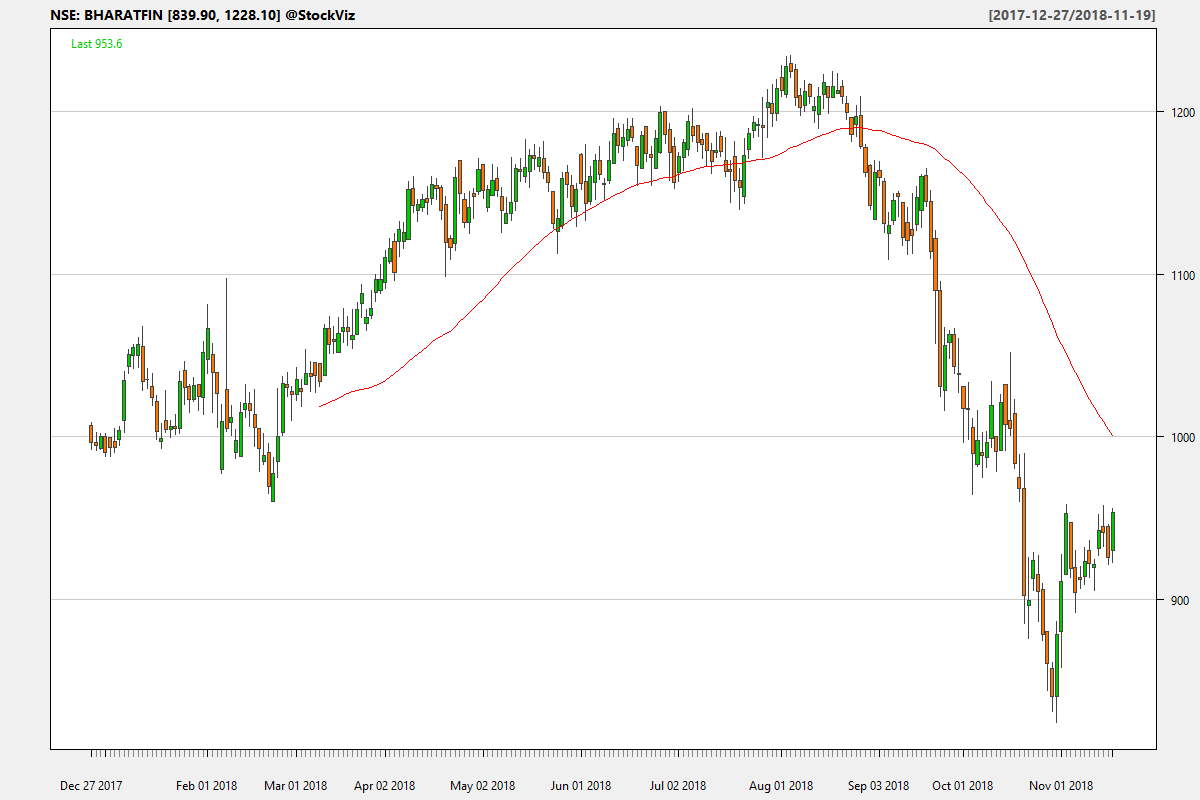 NSE: BHARATFIN [839.90, 1228.10] @StockViz [2017-12-27/2018-11-19]
Last 953.6
1200
1100
1000
900
Dec 27 2017 Feb 01 2018 Mar 01 2018 Apr 02 2018 May 02 2018 Jun 01 2018 Jul 02 2018 Aug 01 2018 Sep 03 2018 Oct 01 2018 Nov 01 2018